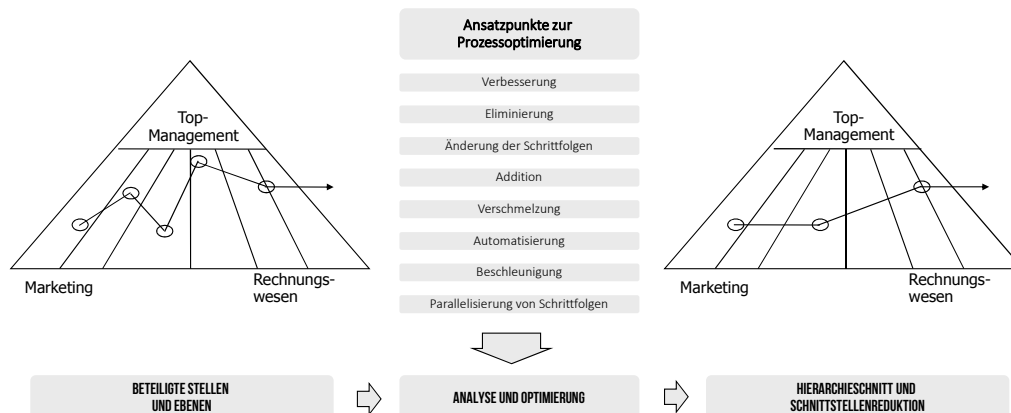 Ansatzpunkte zur
Prozessoptimierung
Top-
Management
Marketing
Rechnungs-
wesen
Verbesserung
Eliminierung
Änderung der Schrittfolgen
Addition
Verschmelzung
Automatisierung
Beschleunigung
Parallelisierung von Schrittfolgen
Top-
Management
Marketing
Rechnungs-
wesen
BETEILIGTE STELLEN
UND EBENEN
ANALYSE UND OPTIMIERUNG
HIERARCHIESCHNITT UND
SCHNITTSTELLENREDUKTION